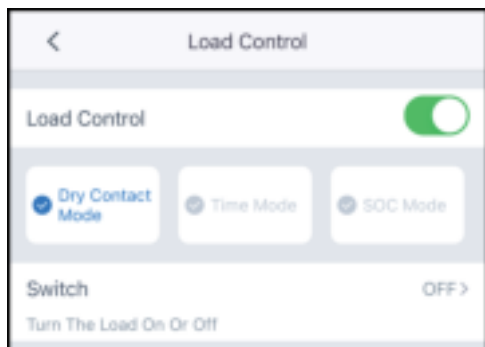 Load Control
Load Control
Dry Contact
Mode
Time Mode
SOC Mode
Switch
OFF
Turn The Load On Or Off